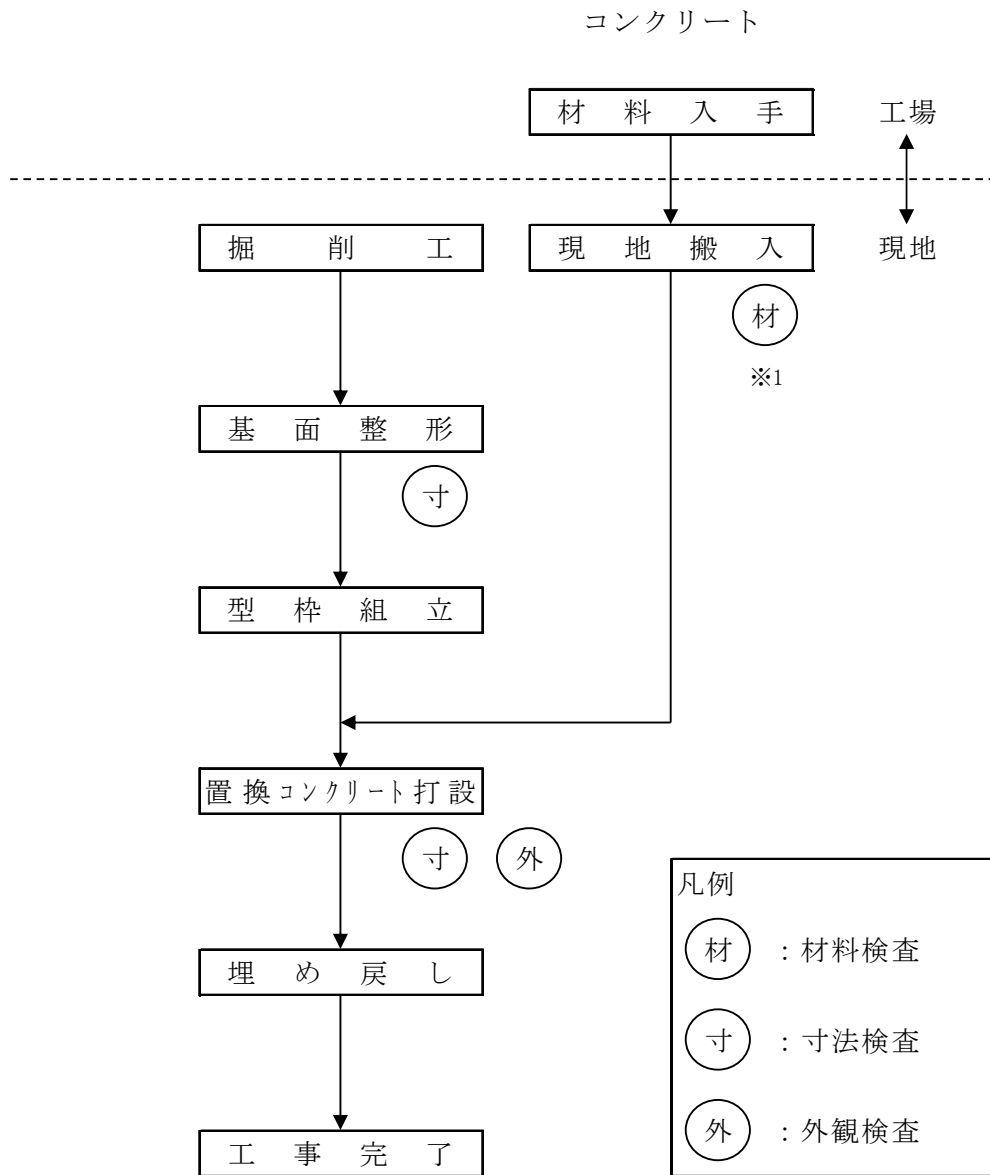 コンクリート
材料入手
工場
掘削工
現地搬入
現地
材
※1
基面整形
寸
型枠組立
置換コンクリート打設
寸
外
凡例
材 : 材料検査
埋め戻し
寸 : 寸法検査
外 : 外観検査
工事完了